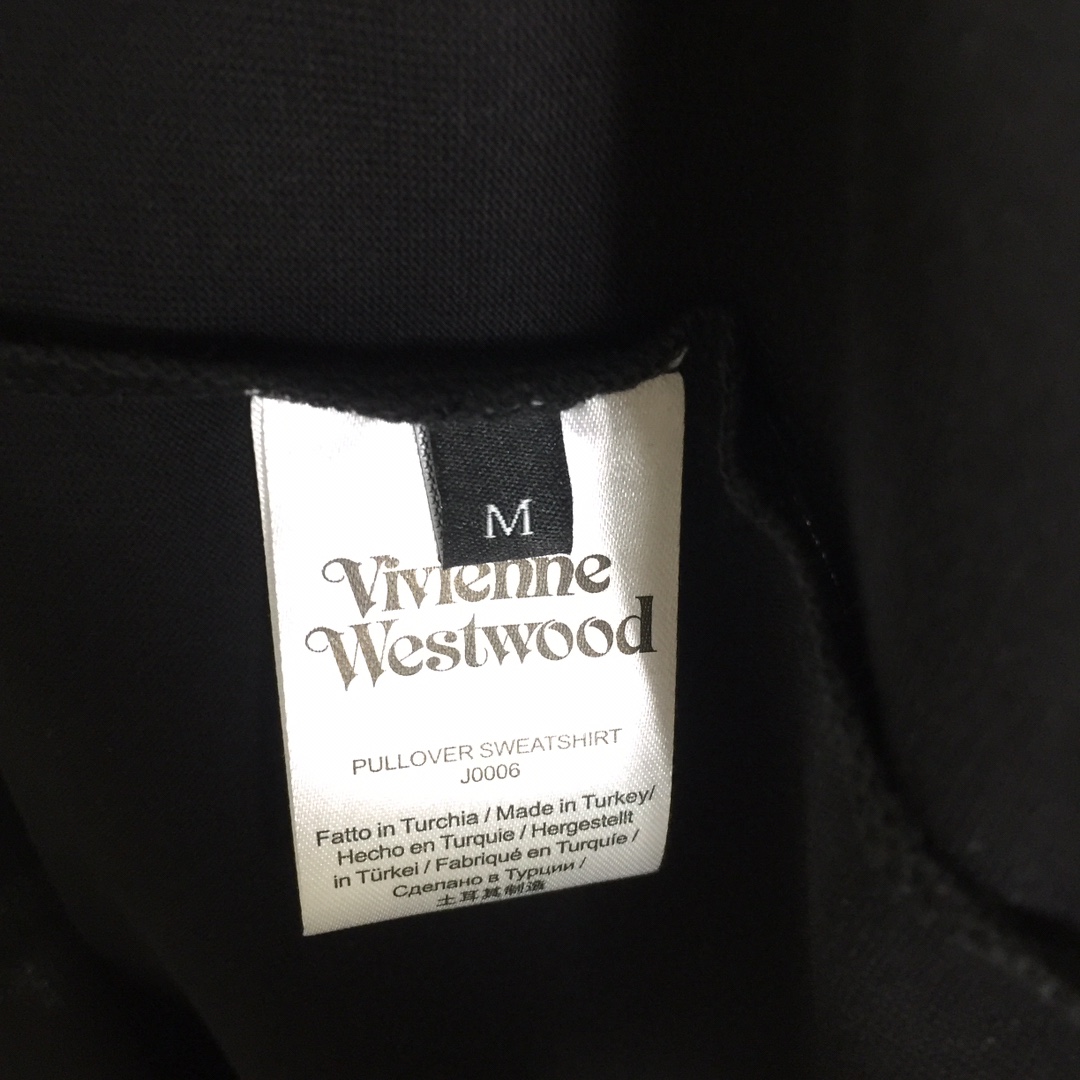 M
Vivienne
Westwood
PULLOVER SWEATSHIRT
J0006
Fatto in Turchia / Made in Turkey/
Hecho en Turquie / Hergestellt
in Türkei / Fabriqué en Turquie /
Сделано в Турции /
土耳其制造